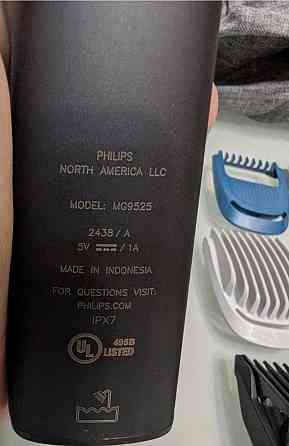 PHILIPS
NORTH AMERICA LLC
MODEL: MG9525
2438 / A
5V ⎓ / 1A
MADE IN INDONESIA
FOR QUESTIONS VISIT:
PHILIPS.COM
IPX7
UL 496B
LISTED